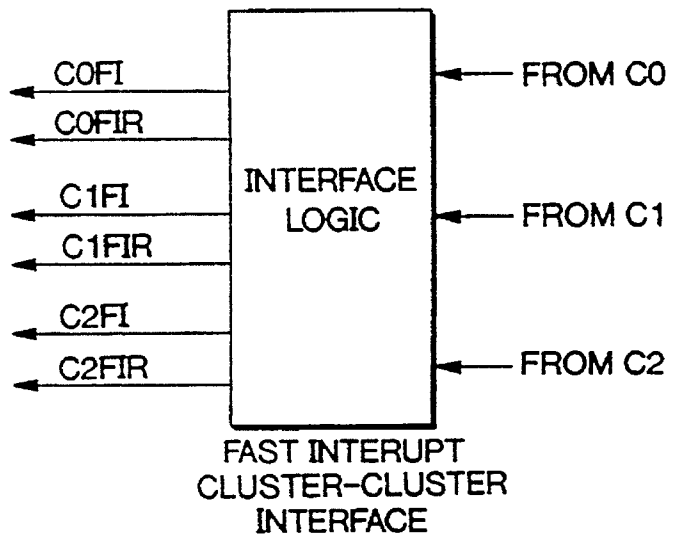 C0FI
FROM C0
C0FIR
INTERFACE
LOGIC
C1FI
FROM C1
C1FIR
C2FI
FROM C2
C2FIR
FAST INTERUPT
CLUSTER-CLUSTER
INTERFACE